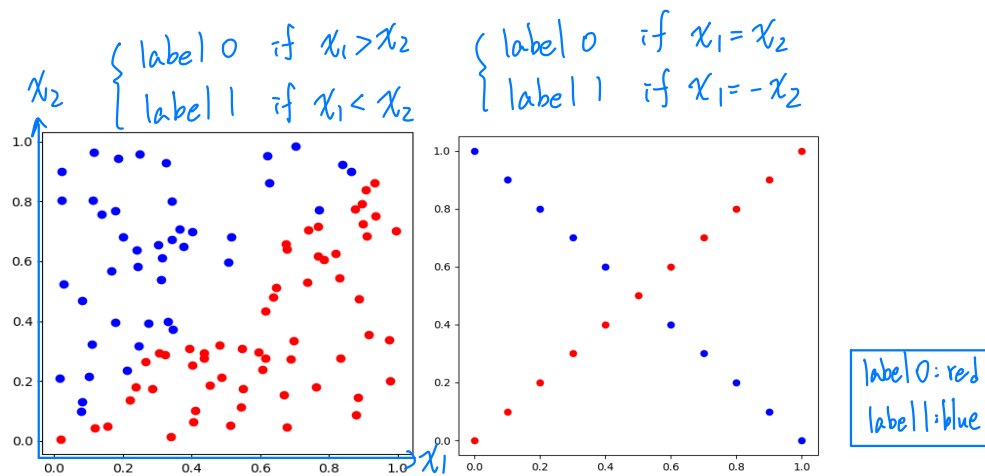 label 0 if x₁ > x₂
label 1 if x₁ < x₂
label 0 if x₁ = x₂
label 1 if x₁ = -x₂
x₂
1.0
0.8
0.6
0.4
0.2
0.0
0.0 0.2 0.4 0.6 0.8 1.0
x₁
1.0
0.8
0.6
0.4
0.2
0.0
0.0 0.2 0.4 0.6 0.8 1.0
label 0: red
label 1: blue